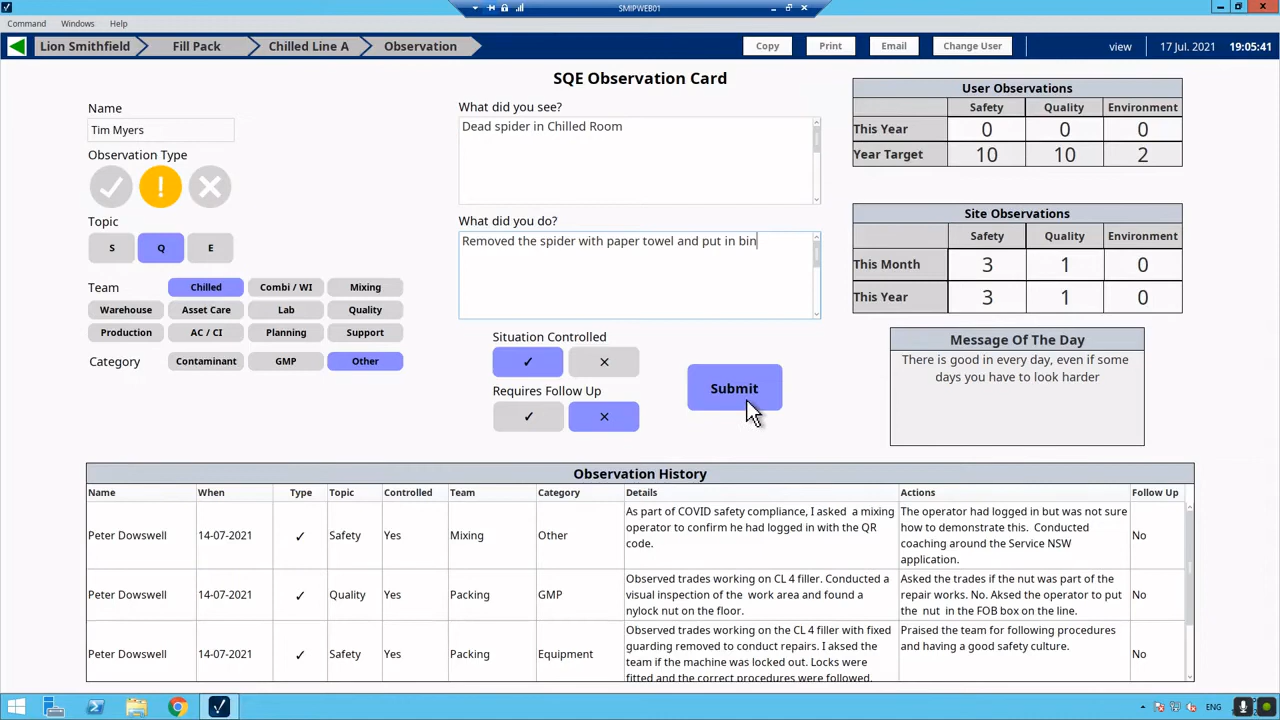 SMIPWEB01
Command Windows Help
Lion Smithfield Fill Pack Chilled Line A Observation Copy Print Email Change User view 17 Jul. 2021 19:05:41
SQE Observation Card
Name
Tim Myers
Observation Type
!
Topic
S Q E
Team Chilled Combi / WI Mixing
Warehouse Asset Care Lab Quality
Production AC / CI Planning Support
Category Contaminant GMP Other
What did you see?
Dead spider in Chilled Room
What did you do?
Removed the spider with paper towel and put in bin
Situation Controlled
✓ ✕
Requires Follow Up
✓ ✕
Submit
User Observations
Safety Quality Environment
This Year 0 0 0
Year Target 10 10 2
Site Observations
Safety Quality Environment
This Month 3 1 0
This Year 3 1 0
Message Of The Day
There is good in every day, even if some
days you have to look harder
Observation History
Name When Type Topic Controlled Team Category Details Actions Follow Up
Peter Dowswell 14-07-2021 ✓ Safety Yes Mixing Other
As part of COVID safety compliance, I asked a mixing
operator to confirm he had logged in with the QR
code.
The operator had logged in but was not sure
how to demonstrate this. Conducted
coaching around the Service NSW
application.
No
Peter Dowswell 14-07-2021 ✓ Quality Yes Packing GMP
Observed trades working on CL 4 filler. Conducted a
visual inspection of the work area and found a
nylock nut on the floor.
Asked the trades if the nut was part of the
repair works. No. Aksed the operator to put
the nut in the FOB box on the line.
No
Peter Dowswell 14-07-2021 ✓ Safety Yes Packing Equipment
Observed trades working on the CL 4 filler with fixed
guarding removed to conduct repairs. I aksed the
team if the machine was locked out. Locks were
fitted and the correct procedures were followed.
Praised the team for following procedures
and having a good safety culture.
No
ENG